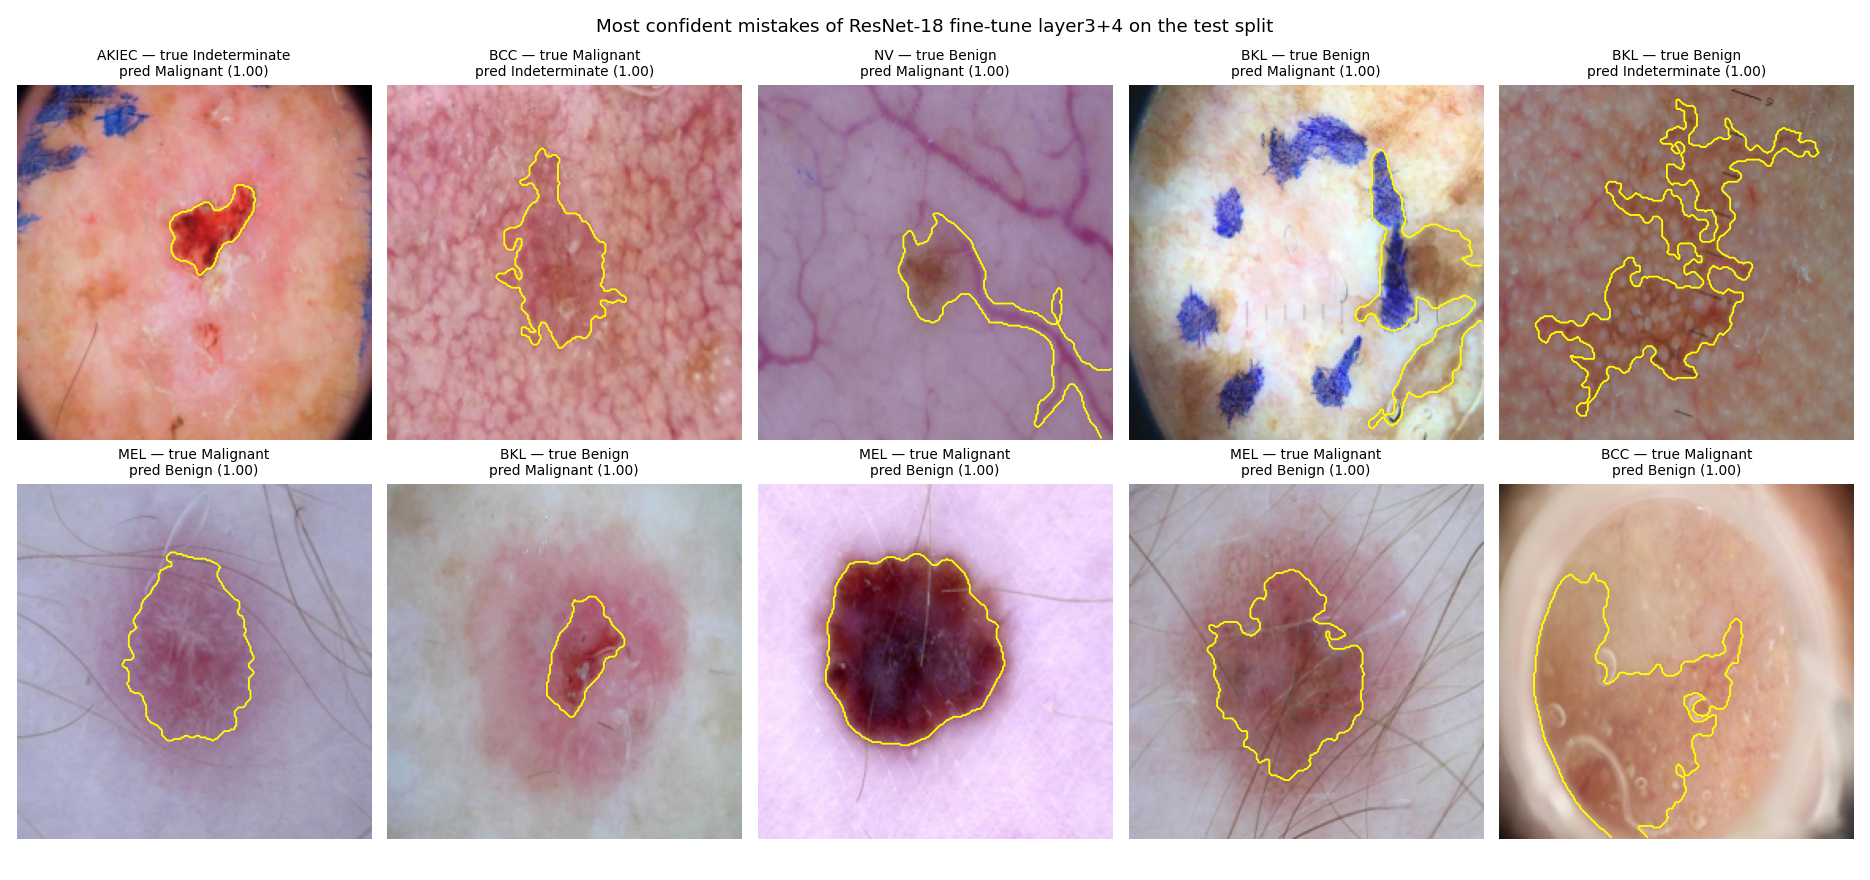 Most confident mistakes of ResNet-18 fine-tune layer3+4 on the test split
AKIEC — true Indeterminate
pred Malignant (1.00)
BCC — true Malignant
pred Indeterminate (1.00)
NV — true Benign
pred Malignant (1.00)
BKL — true Benign
pred Malignant (1.00)
BKL — true Benign
pred Indeterminate (1.00)
MEL — true Malignant
pred Benign (1.00)
BKL — true Benign
pred Malignant (1.00)
MEL — true Malignant
pred Benign (1.00)
MEL — true Malignant
pred Benign (1.00)
BCC — true Malignant
pred Benign (1.00)